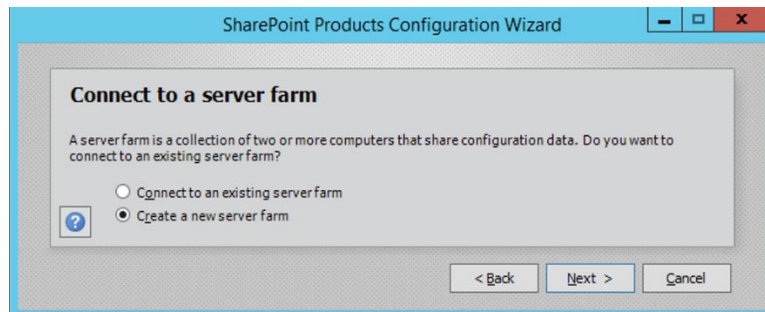 SharePoint Products Configuration Wizard
Connect to a server farm
A server farm is a collection of two or more computers that share configuration data. Do you want to
connect to an existing server farm?
Connect to an existing server farm
Create a new server farm
< Back Next > Cancel